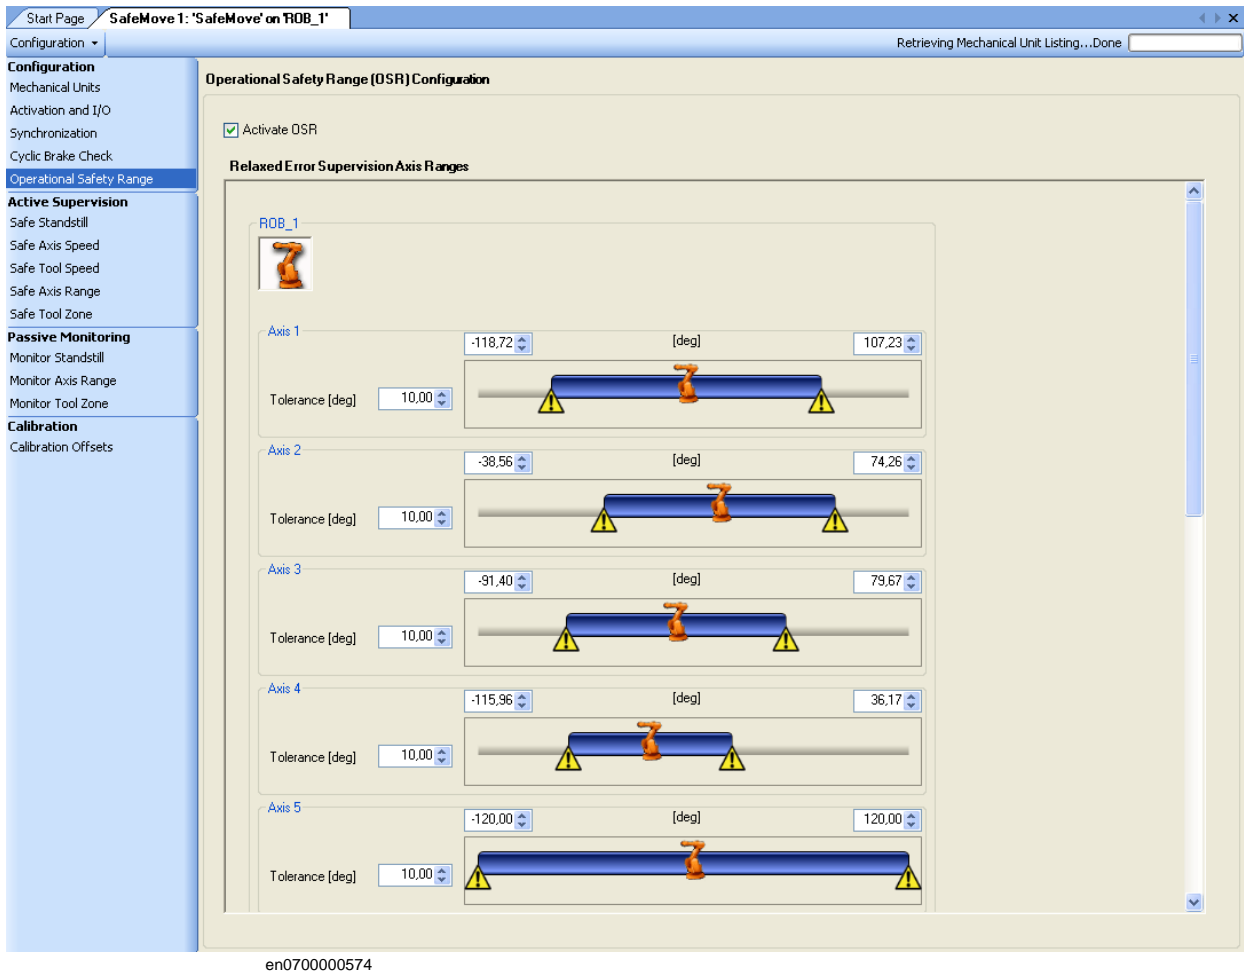 Start Page SafeMove 1: 'SafeMove' on 'ROB_1'
Configuration Retrieving Mechanical Unit Listing...Done
Configuration
Mechanical Units
Activation and I/O
Synchronization
Cyclic Brake Check
Operational Safety Range
Active Supervision
Safe Standstill
Safe Axis Speed
Safe Tool Speed
Safe Axis Range
Safe Tool Zone
Passive Monitoring
Monitor Standstill
Monitor Axis Range
Monitor Tool Zone
Calibration
Calibration Offsets
Operational Safety Range (OSR) Configuration
Activate OSR
Relaxed Error Supervision Axis Ranges
ROB_1
Axis 1
-118,72 [deg] 107,23
Tolerance [deg] 10,00
Axis 2
-38,56 [deg] 74,26
Tolerance [deg] 10,00
Axis 3
-91,40 [deg] 79,67
Tolerance [deg] 10,00
Axis 4
-115,96 [deg] 36,17
Tolerance [deg] 10,00
Axis 5
-120,00 [deg] 120,00
Tolerance [deg] 10,00
en0700000574